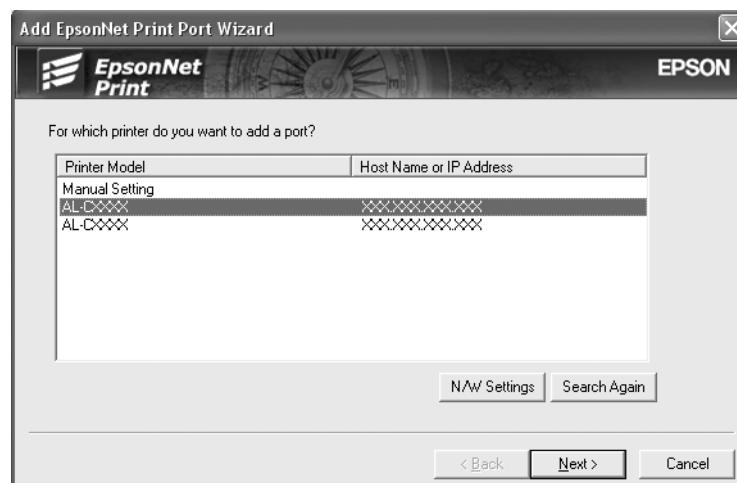 Add EpsonNet Print Port Wizard
EpsonNet Print
EPSON
For which printer do you want to add a port?
Printer Model Host Name or IP Address
Manual Setting
AL-CXXXX XXX.XXX.XXX.XXX
AL-CXXXX XXX.XXX.XXX.XXX
N/W Settings Search Again
< Back Next > Cancel